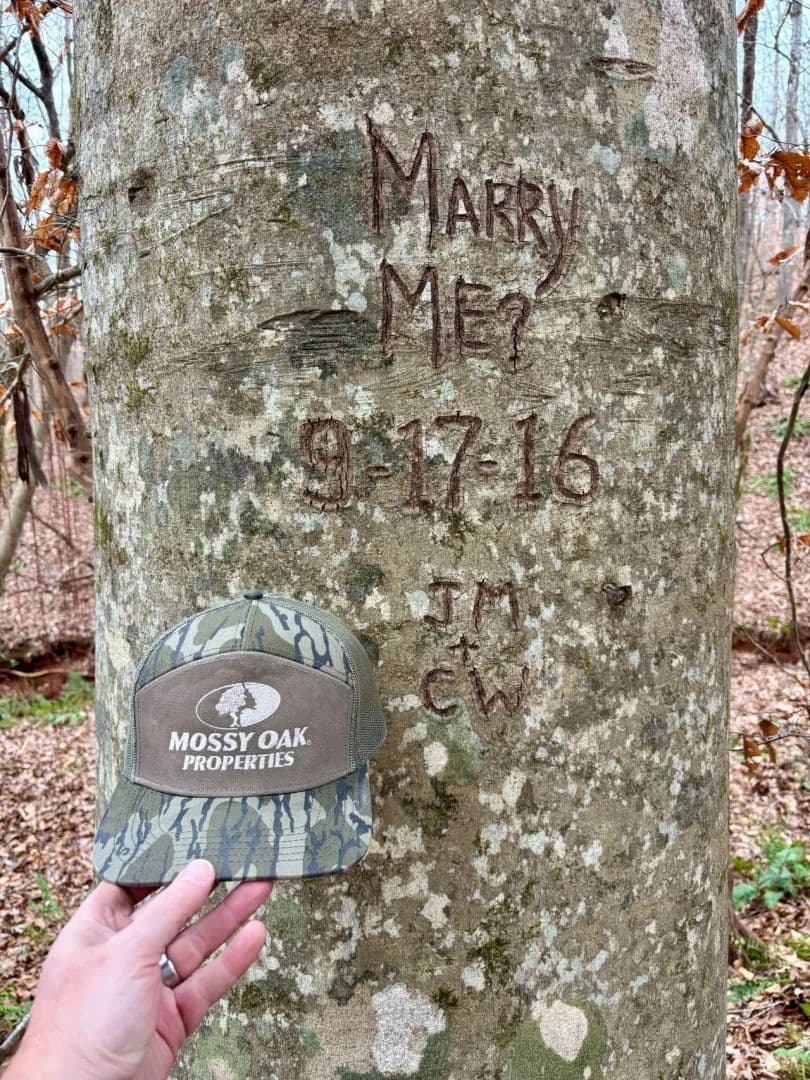 MARRY
ME?
9-17-16
JM
+
CW
MOSSY OAK®
PROPERTIES